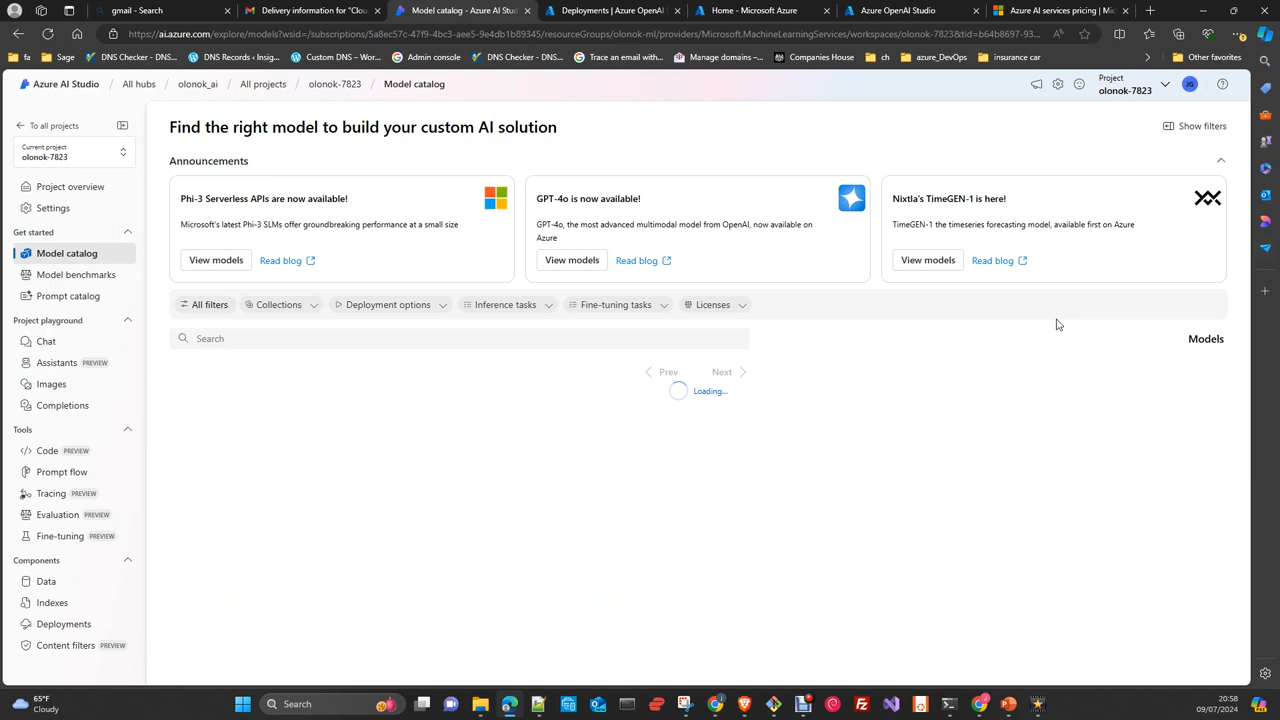 gmail - Search
Delivery information for "Clou
Model catalog - Azure AI Studi
Deployments | Azure OpenAI S
Home - Microsoft Azure
Azure OpenAI Studio
Azure AI services pricing | Mic
https://ai.azure.com/explore/models?wsid=/subscriptions/5a8ec57c-47f9-4bc3-aee5-9e4db1b89345/resourceGroups/olonok-ml/providers/Microsoft.MachineLearningServices/workspaces/olonok-7823&tid=b64b8697-93...
fa
Sage
DNS Checker - DNS...
DNS Records ‹ Insig...
Custom DNS – Wo...
Admin console
DNS Checker - DNS...
Trace an email with...
Manage domains –...
Companies House
ch
azure_DevOps
insurance car
Other favorites
Azure AI Studio / All hubs / olonok_ai / All projects / olonok-7823 / Model catalog
Project
olonok-7823
JG
To all projects
Current project
olonok-7823
Project overview
Settings
Get started
Model catalog
Model benchmarks
Prompt catalog
Project playground
Chat
Assistants PREVIEW
Images
Completions
Tools
Code PREVIEW
Prompt flow
Tracing PREVIEW
Evaluation PREVIEW
Fine-tuning PREVIEW
Components
Data
Indexes
Deployments
Content filters PREVIEW
Find the right model to build your custom AI solution
Show filters
Announcements
Phi-3 Serverless APIs are now available!
Microsoft's latest Phi-3 SLMs offer groundbreaking performance at a small size
View models Read blog
GPT-4o is now available!
GPT-4o, the most advanced multimodal model from OpenAI, now available on
Azure
View models Read blog
Nixtla's TimeGEN-1 is here!
TimeGEN-1 the timeseries forecasting model, available first on Azure
View models Read blog
All filters Collections Deployment options Inference tasks Fine-tuning tasks Licenses
Search
Models
Prev Next
Loading...
65°F
Cloudy
Search
20:58
09/07/2024